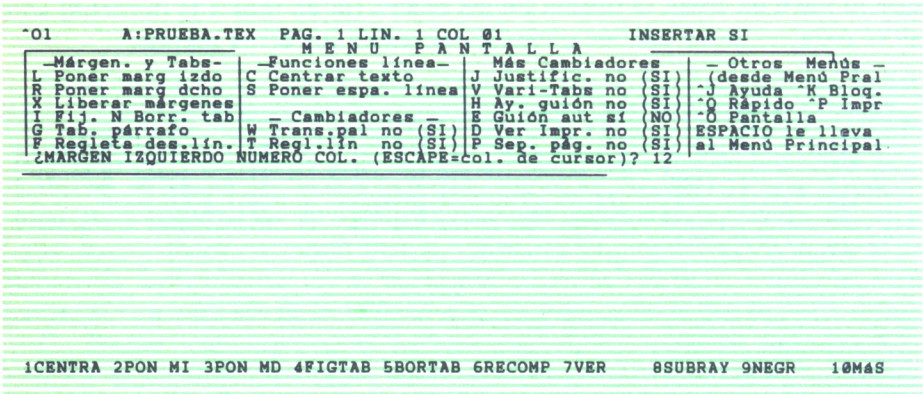 ^O1 A:PRUEBA.TEX PAG. 1 LIN. 1 COL 01 INSERTAR SI
M E N U P A N T A L L A
—Márgen. y Tabs- —Funciones línea— Más Cambiadores — Otros Menús —
L Poner marg izdo C Centrar texto J Justific. no (SI) (desde Menú Pral
R Poner marg dcho S Poner espa. línea V Vari-Tabs no (SI) ^J Ayuda ^K Bloq.
X Liberar márgenes H Ay. guión no (SI) ^Q Rápido ^P Impr
I Fij. N Borr. tab — Cambiadores — E Guión aut sí (NO) ^O Pantalla
G Tab. párrafo W Trans.pal no (SI) D Ver Impr. no (SI) ESPACIO le lleva
F Regleta des.lín. T Regl.lín no (SI) P Sep. pág. no (SI) al Menú Principal
¿MARGEN IZQUIERDO NUMERO COL. (ESCAPE=col. de cursor)? 12
1CENTRA 2PON MI 3PON MD 4FIGTAB 5BORTAB 6RECOMP 7VER 8SUBRAY 9NEGR 10MáS